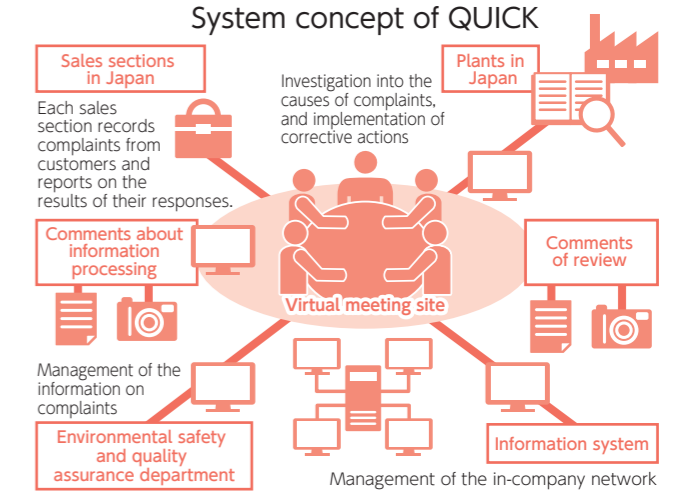 System concept of QUICK
Sales sections
in Japan
Each sales
section records
complaints from
customers and
reports on the
results of their responses.
Investigation into the
causes of complaints,
and implementation of
corrective actions
Plants in
Japan
Comments about
information
processing
Virtual meeting site
Comments
of review
Management of the
information on
complaints
Environmental safety
and quality
assurance department
Information system
Management of the in-company network